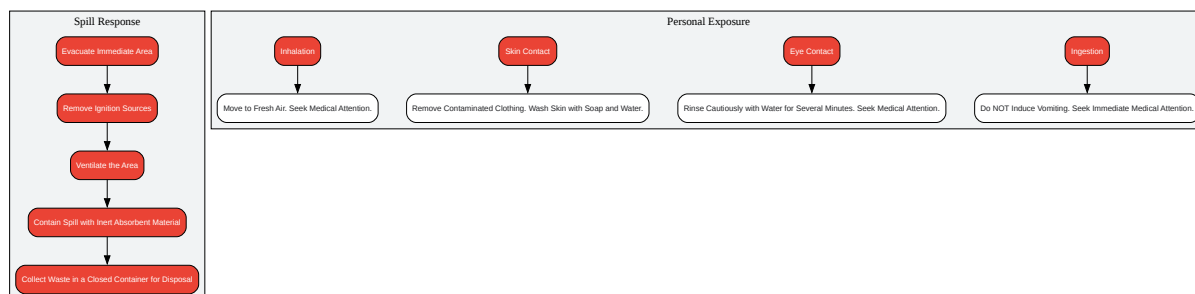 Spill Response
Evacuate Immediate Area
Remove Ignition Sources
Ventilate the Area
Contain Spill with Inert Absorbent Material
Collect Waste in a Closed Container for Disposal
Personal Exposure
Inhalation
Move to Fresh Air. Seek Medical Attention.
Skin Contact
Remove Contaminated Clothing. Wash Skin with Soap and Water.
Eye Contact
Rinse Cautiously with Water for Several Minutes. Seek Medical Attention.
Ingestion
Do NOT Induce Vomiting. Seek Immediate Medical Attention.